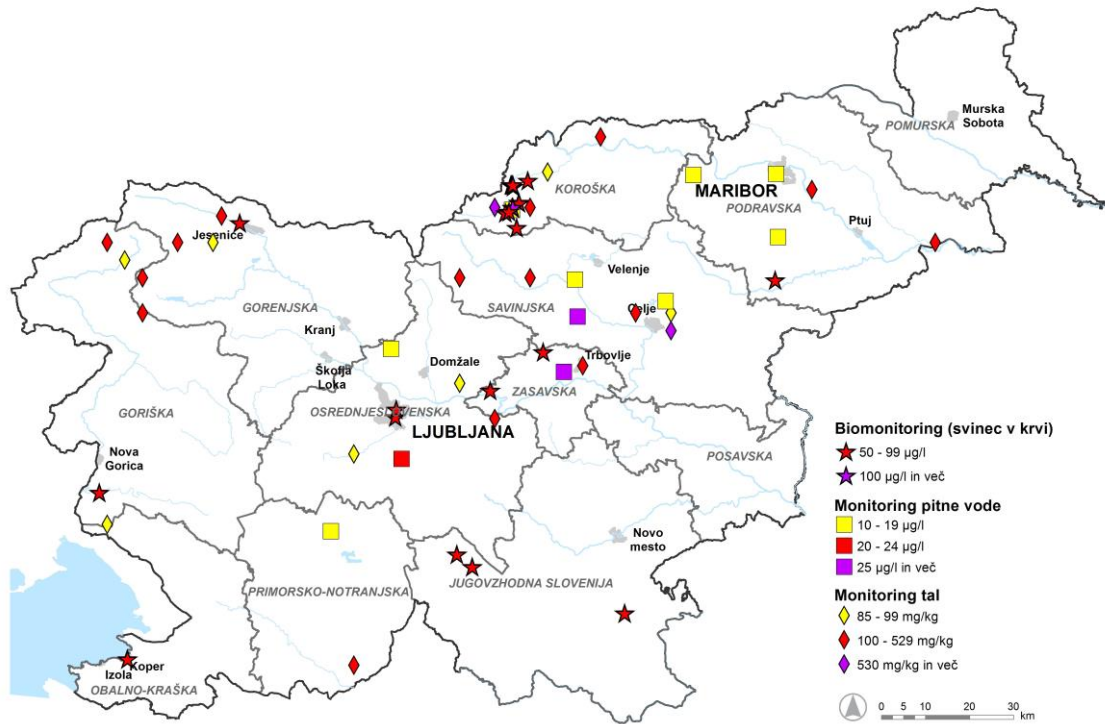 Murska
Sobota
POMURSKA
KOROŠKA
MARIBOR
PODRAVSKA
Ptuj
Jesenice
Velenje
GORENJSKA
SAVINJSKA
Celje
Kranj
Domžale
Trbovlje
Škofja
Loka
ZASAVSKA
GORIŠKA
OSREDNJESLOVENSKA
LJUBLJANA
POSAVSKA
Nova
Gorica
Novo
mesto
JUGOVZHODNA SLOVENIJA
PRIMORSKO-NOTRANJSKA
Koper
Izola
OBALNO-KRAŠKA
Biomonitoring (svinec v krvi)
50 - 99 µg/l
100 µg/l in več
Monitoring pitne vode
10 - 19 µg/l
20 - 24 µg/l
25 µg/l in več
Monitoring tal
85 - 99 mg/kg
100 - 529 mg/kg
530 mg/kg in več
0 5 10 20 30
km